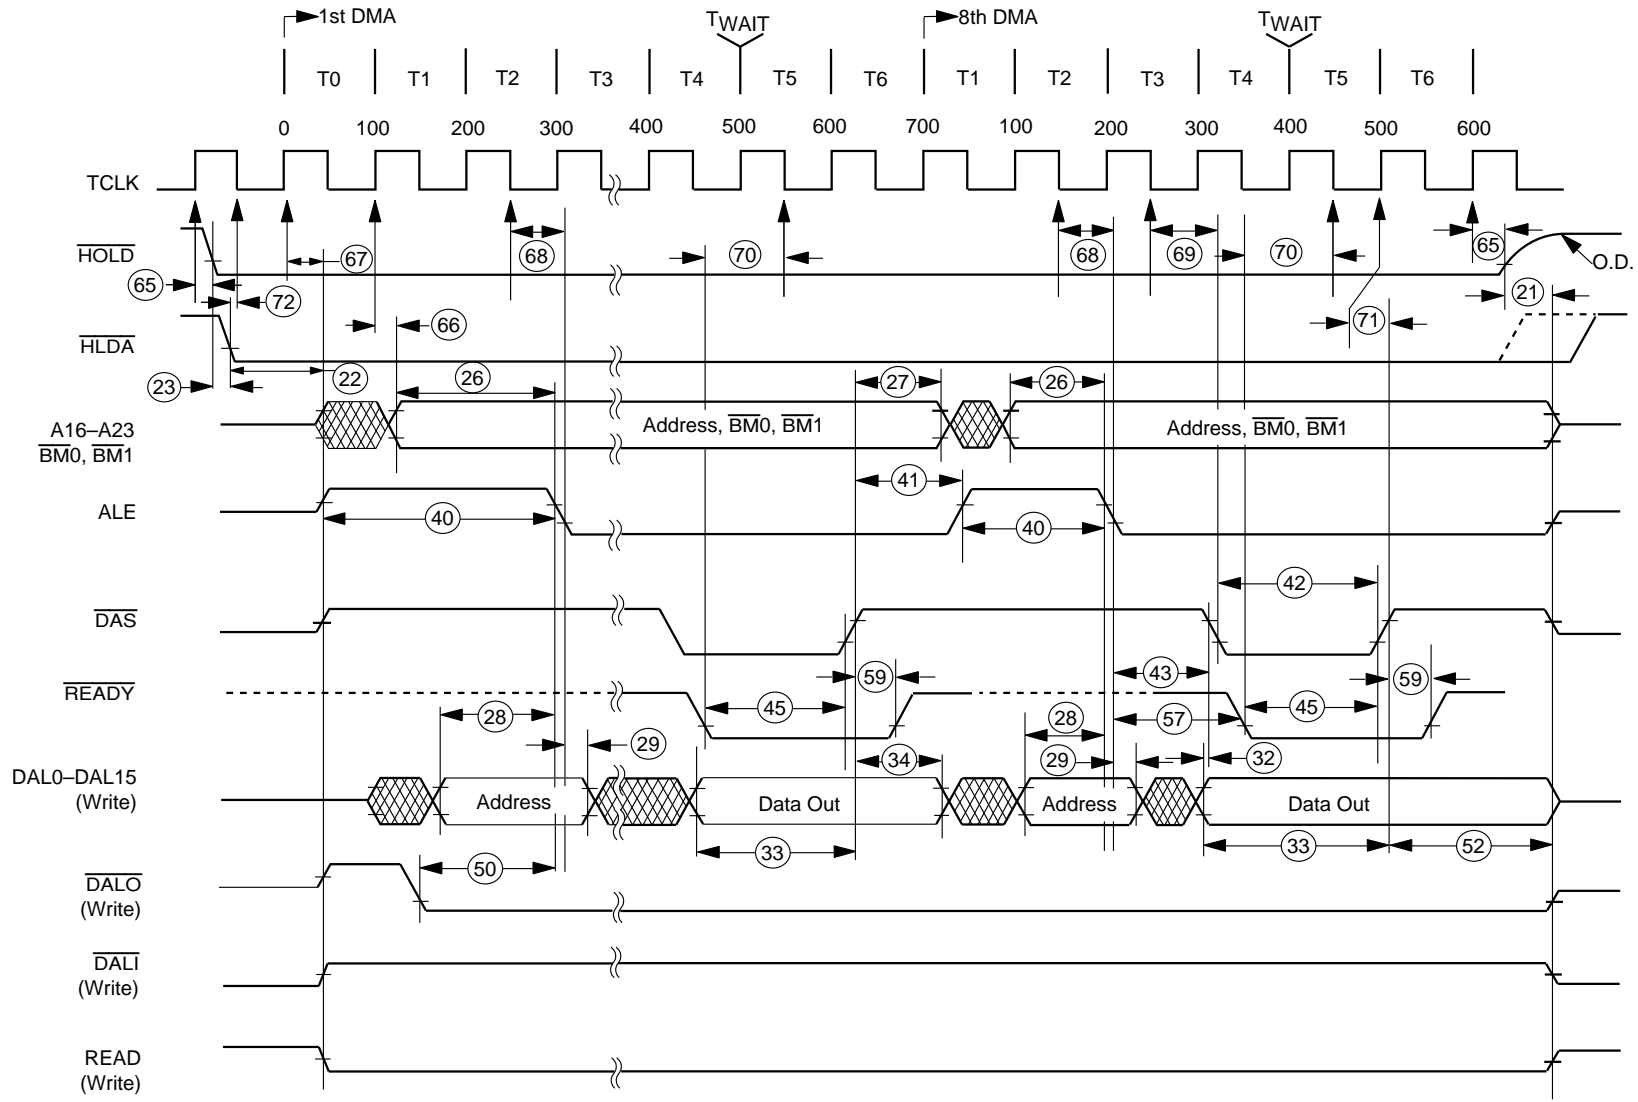 1st DMA
TWAIT
8th DMA
TWAIT
T0 T1 T2 T3 T4 T5 T6 T1 T2 T3 T4 T5 T6
0 100 200 300 400 500 600 700 100 200 300 400 500 600
TCLK
HOLD
67 68 70 68 69 70 65
O.D.
65 72 21
66 71
HLDA
23 22 26 27 26
A16–A23
BM0, BM1
Address, BM0, BM1
Address, BM0, BM1
41
ALE
40 40
42
DAS
43
59 59
READY
28 45 28 57 45
29 34 29 32
DAL0–DAL15
(Write)
Address Data Out Address Data Out
33 33 52
50
DALO
(Write)
DALI
(Write)
READ
(Write)